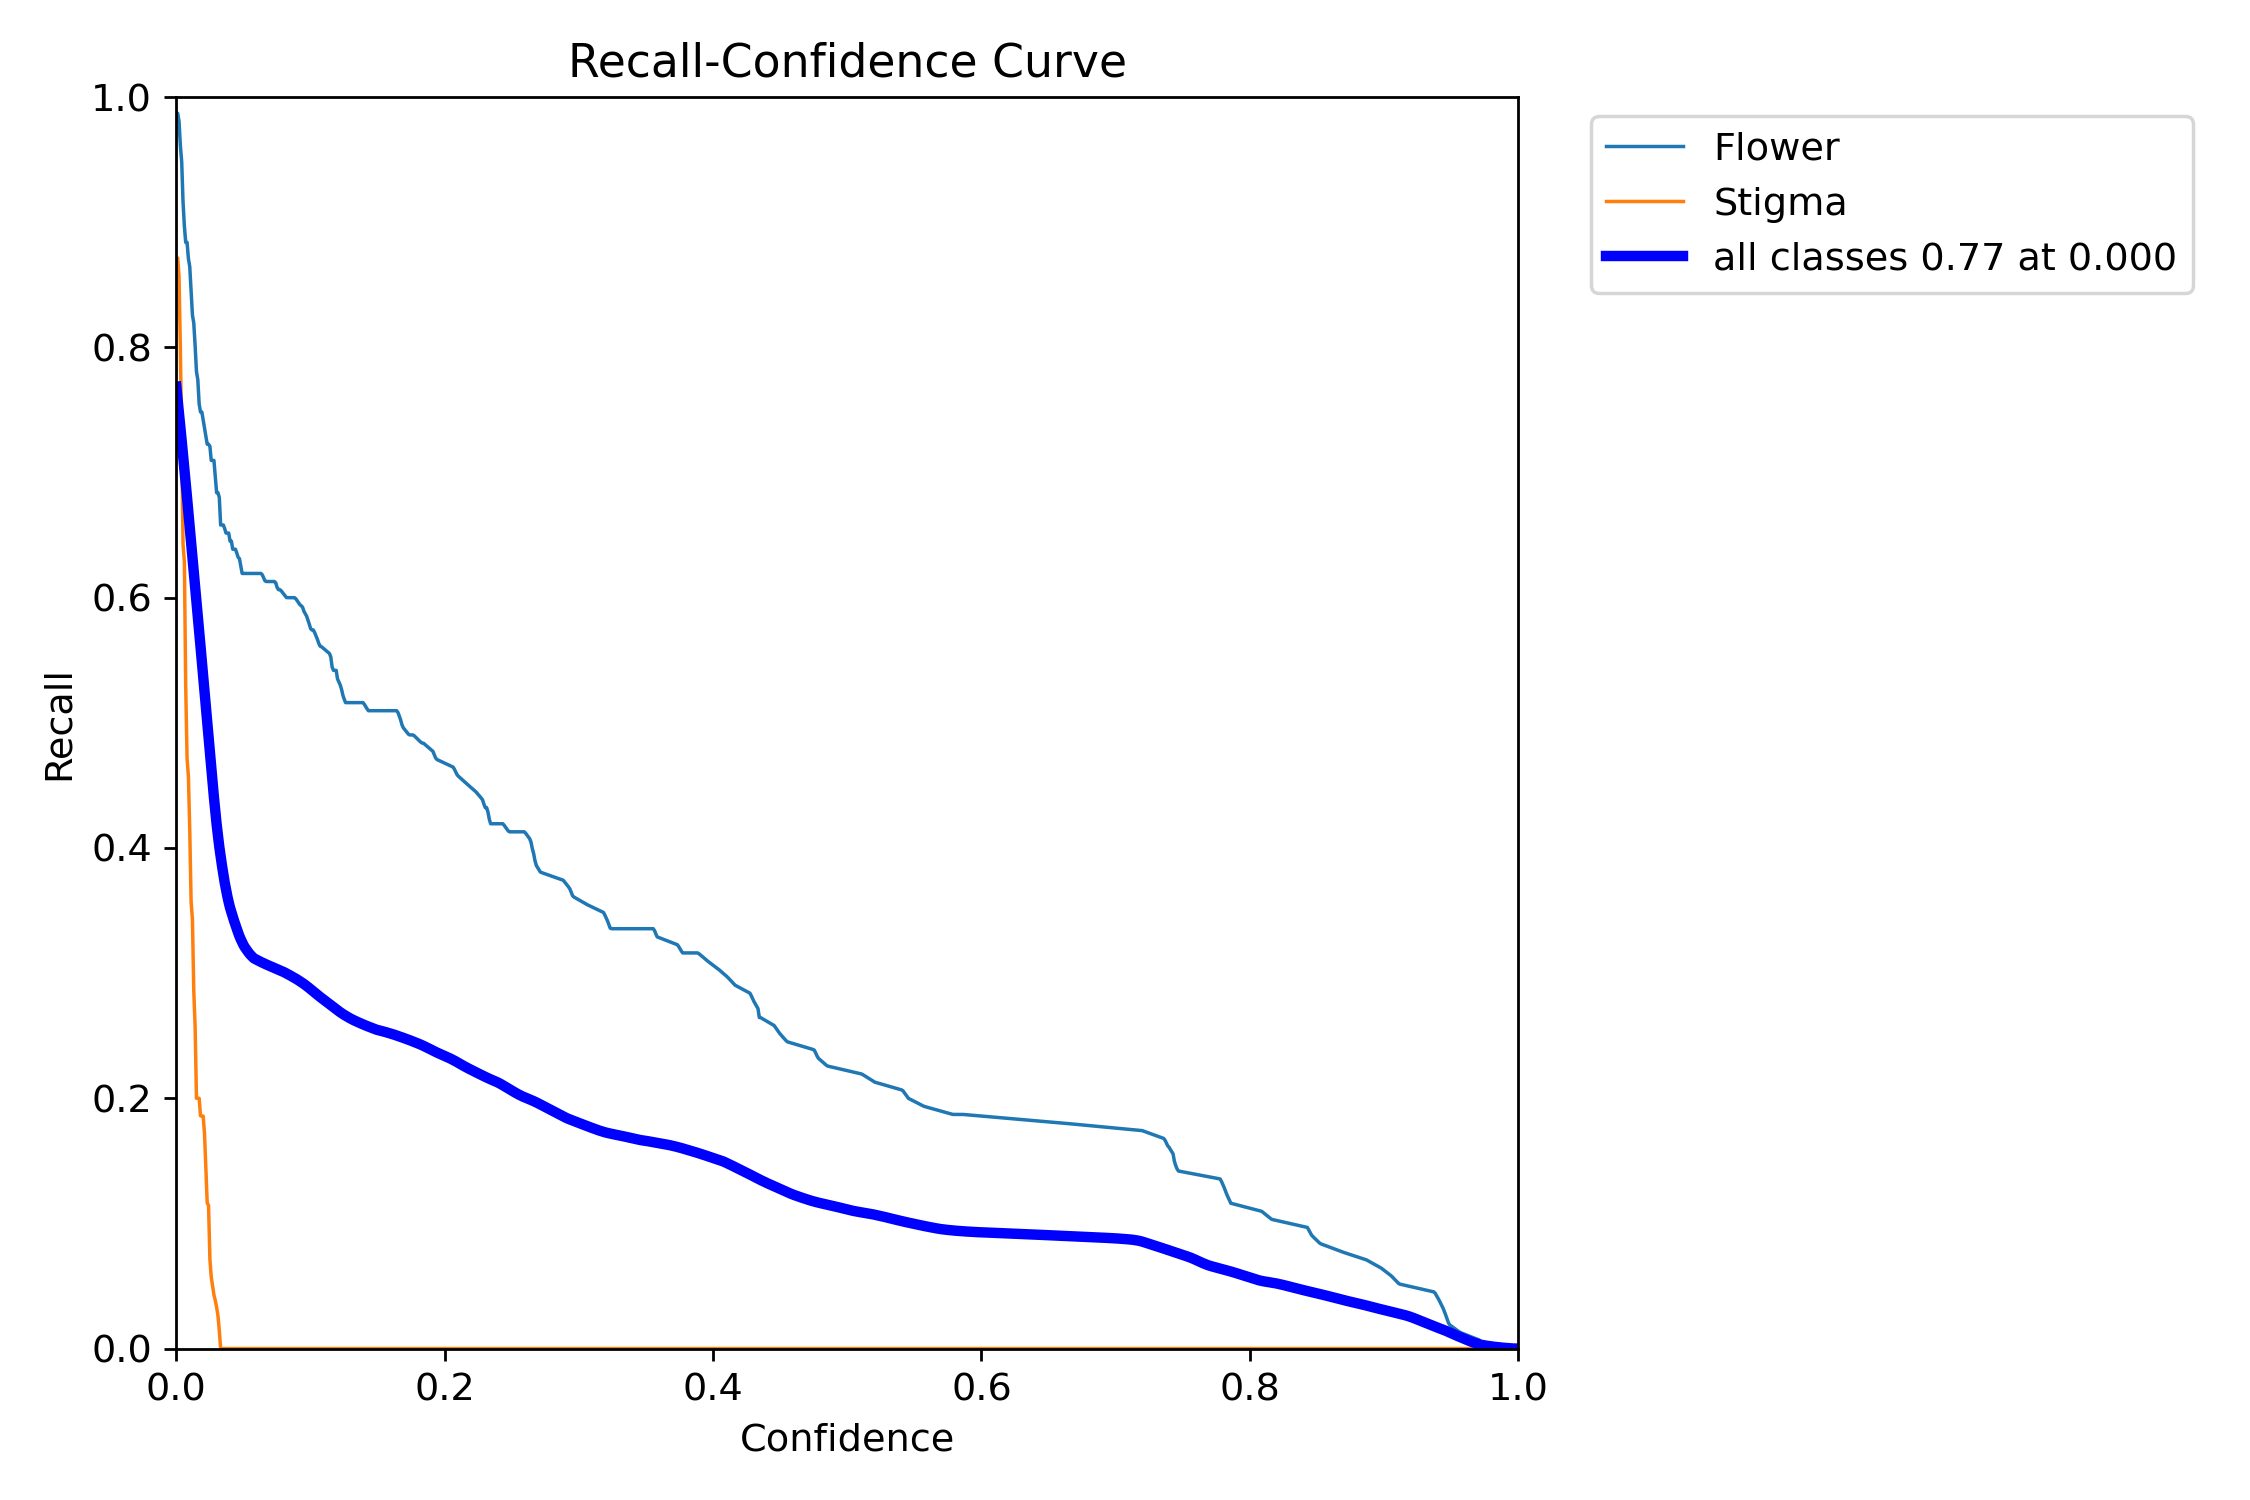 Recall-Confidence Curve
1.0
0.8
0.6
0.4
0.2
0.0
Recall
0.0 0.2 0.4 0.6 0.8 1.0
Confidence
Flower
Stigma
all classes 0.77 at 0.000